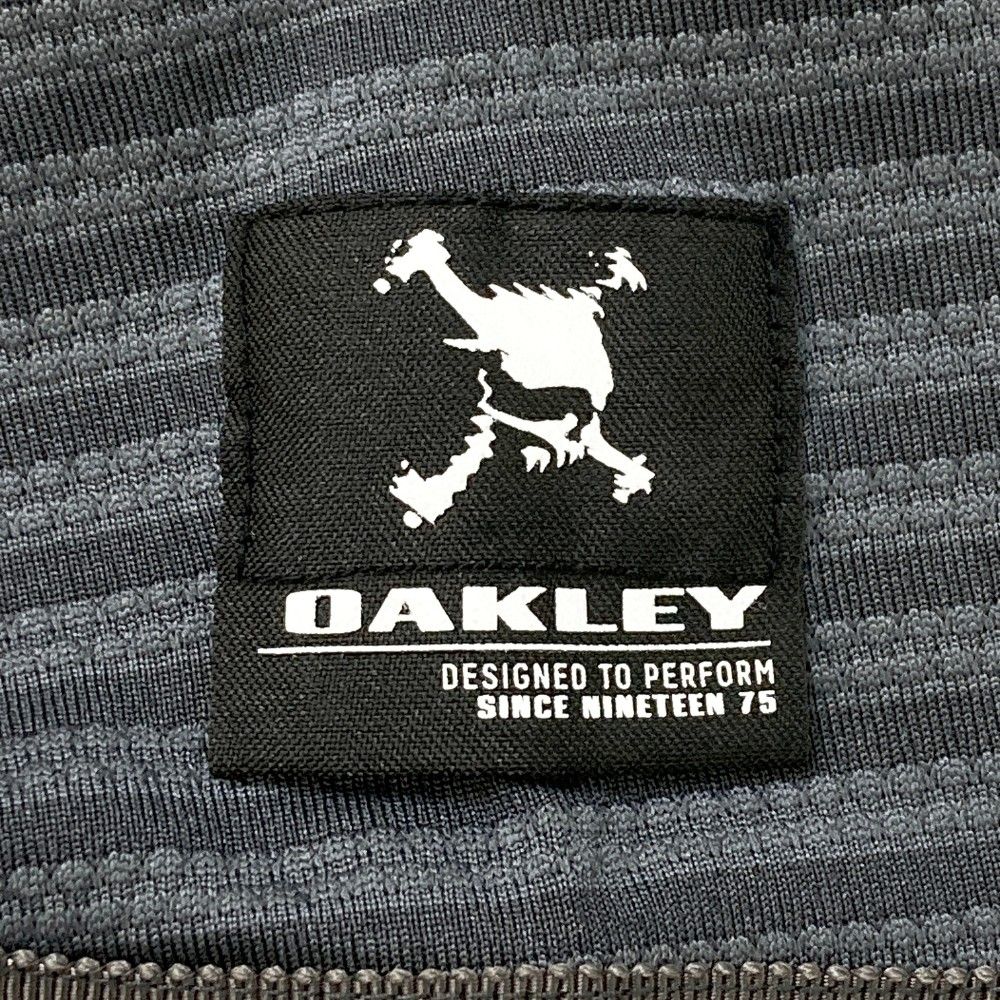 OAKLEY
DESIGNED TO PERFORM
SINCE NINETEEN 75